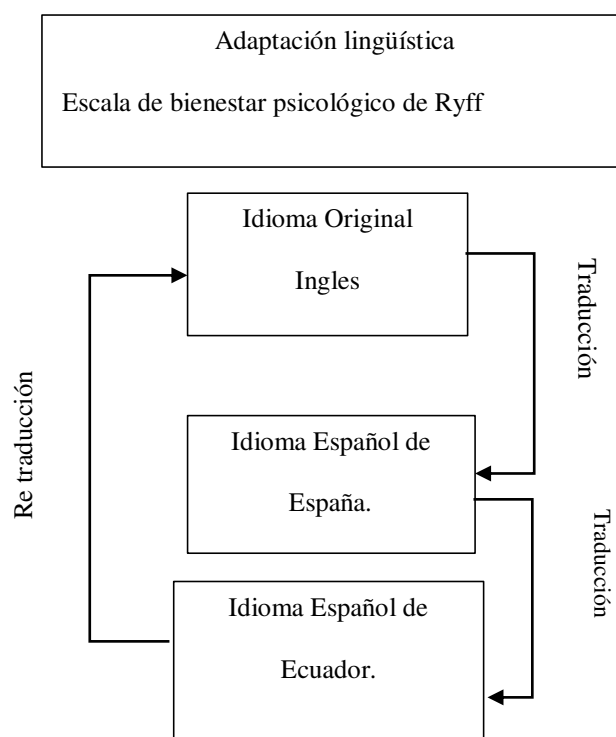 Adaptación lingüística
Escala de bienestar psicológico de Ryff
Idioma Original
Ingles
Traducción
Re traducción
Idioma Español de
España.
Traducción
Idioma Español de
Ecuador.